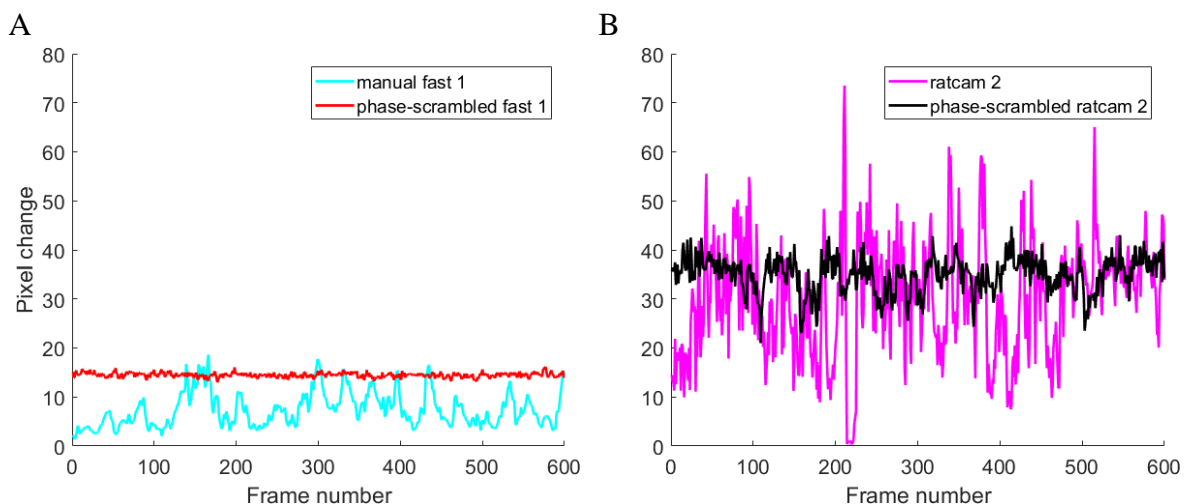 A
80
70
60
50
40
30
20
10
0
Pixel change
manual fast 1
phase-scrambled fast 1
0 100 200 300 400 500 600
Frame number
B
80
70
60
50
40
30
20
10
0
ratcam 2
phase-scrambled ratcam 2
0 100 200 300 400 500 600
Frame number